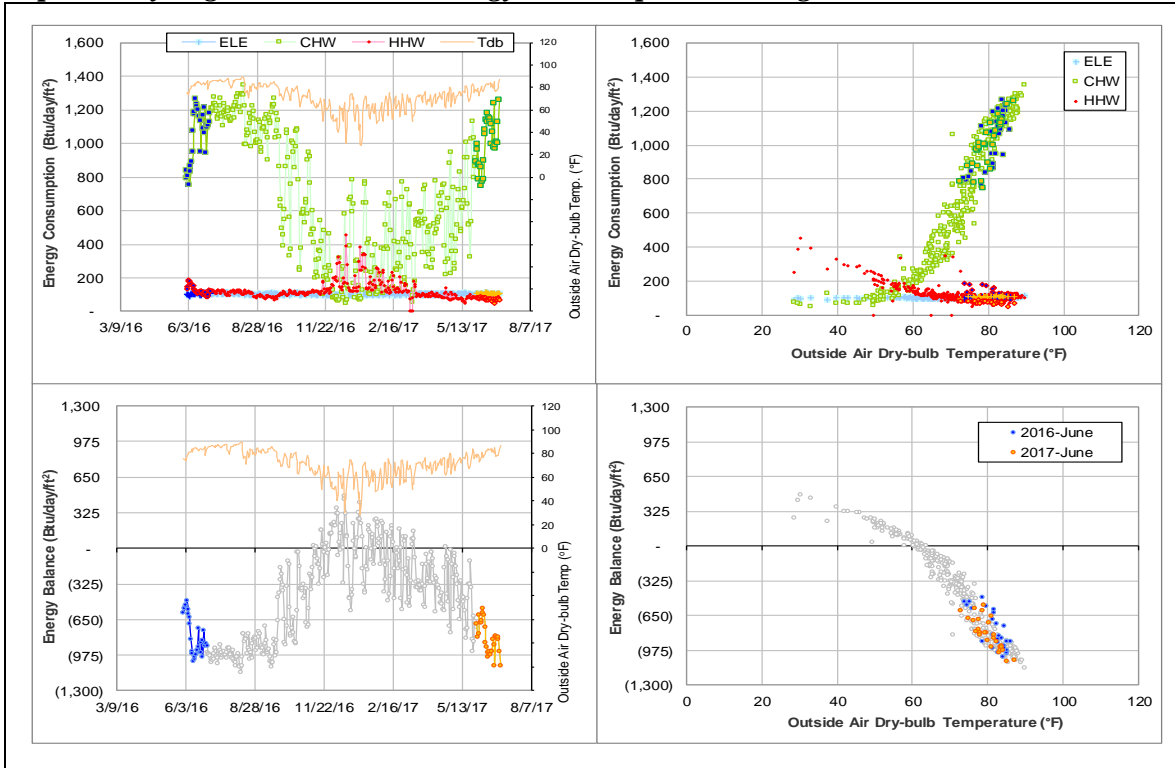 ELE CHW HHW Tdb
Energy Consumption (Btu/day/ft²)
1,600
1,400
1,200
1,000
800
600
400
200
-
120
100
80
60
40
20
0
Outside Air Dry-bulb Temp. (°F)
3/9/16 6/3/16 8/28/16 11/22/16 2/16/17 5/13/17 8/7/17
Energy Consumption (Btu/day/ft²)
1,600
1,400
1,200
1,000
800
600
400
200
-
ELE
CHW
HHW
0 20 40 60 80 100 120
Outside Air Dry-bulb Temperature (°F)
Energy Balance (Btu/day/ft²)
1,300
975
650
325
-
(325)
(650)
(975)
(1,300)
120
100
80
60
40
20
0
Outside Air Dry-bulb Temp (°F)
3/9/16 6/3/16 8/28/16 11/22/16 2/16/17 5/13/17 8/7/17
Energy Balance (Btu/day/ft²)
1,300
975
650
325
-
(325)
(650)
(975)
(1,300)
2016-June
2017-June
0 20 40 60 80 100 120
Outside Air Dry-bulb Temperature (°F)